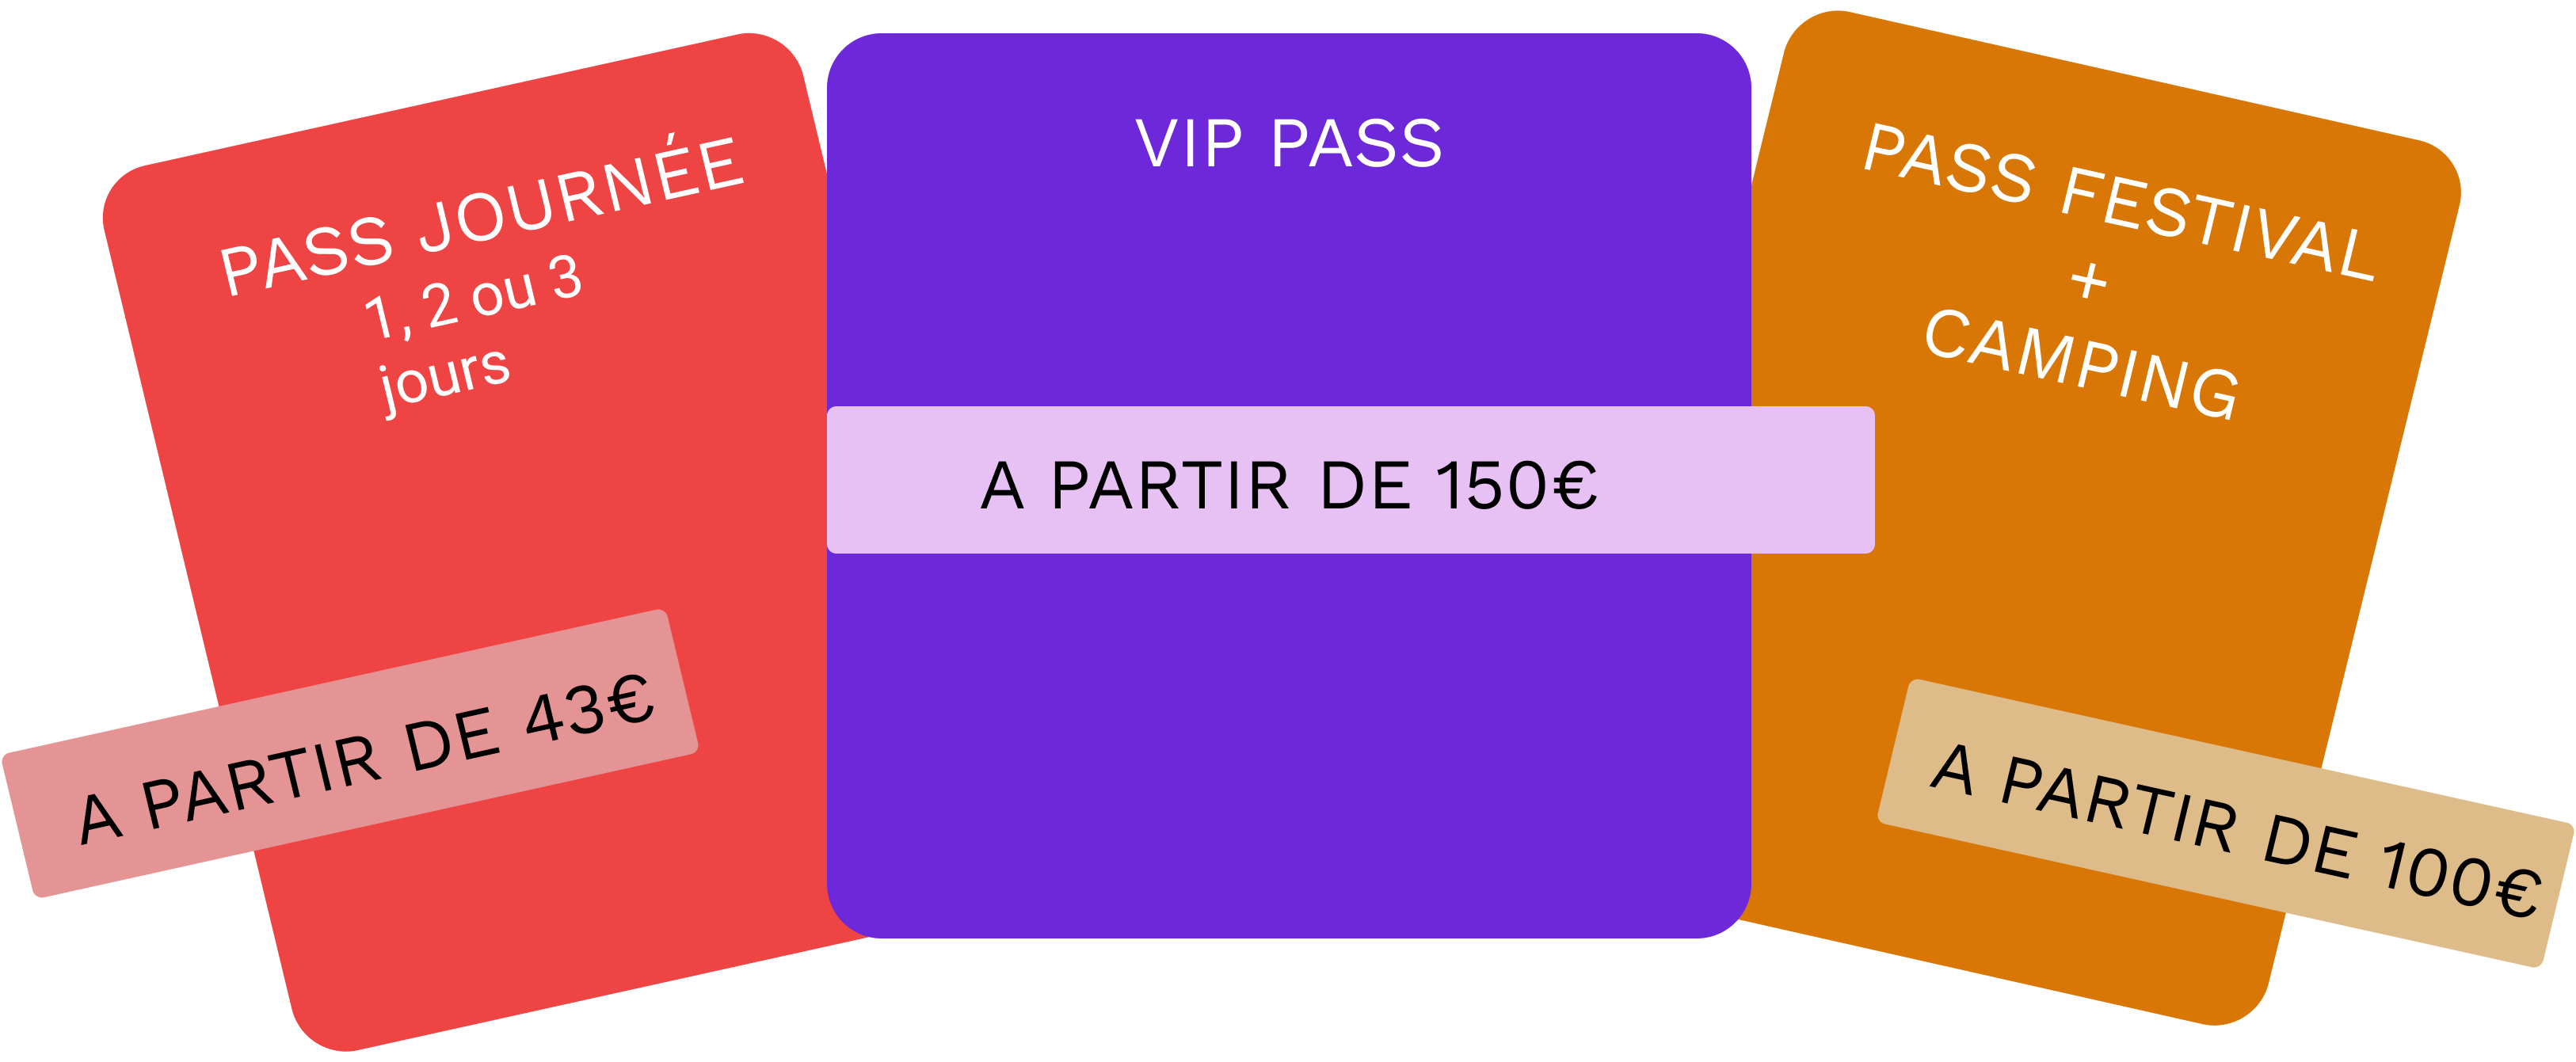 PASS JOURNÉE
1, 2 ou 3
jours
A PARTIR DE 43€
VIP PASS
A PARTIR DE 150€
PASS FESTIVAL
+
CAMPING
A PARTIR DE 100€